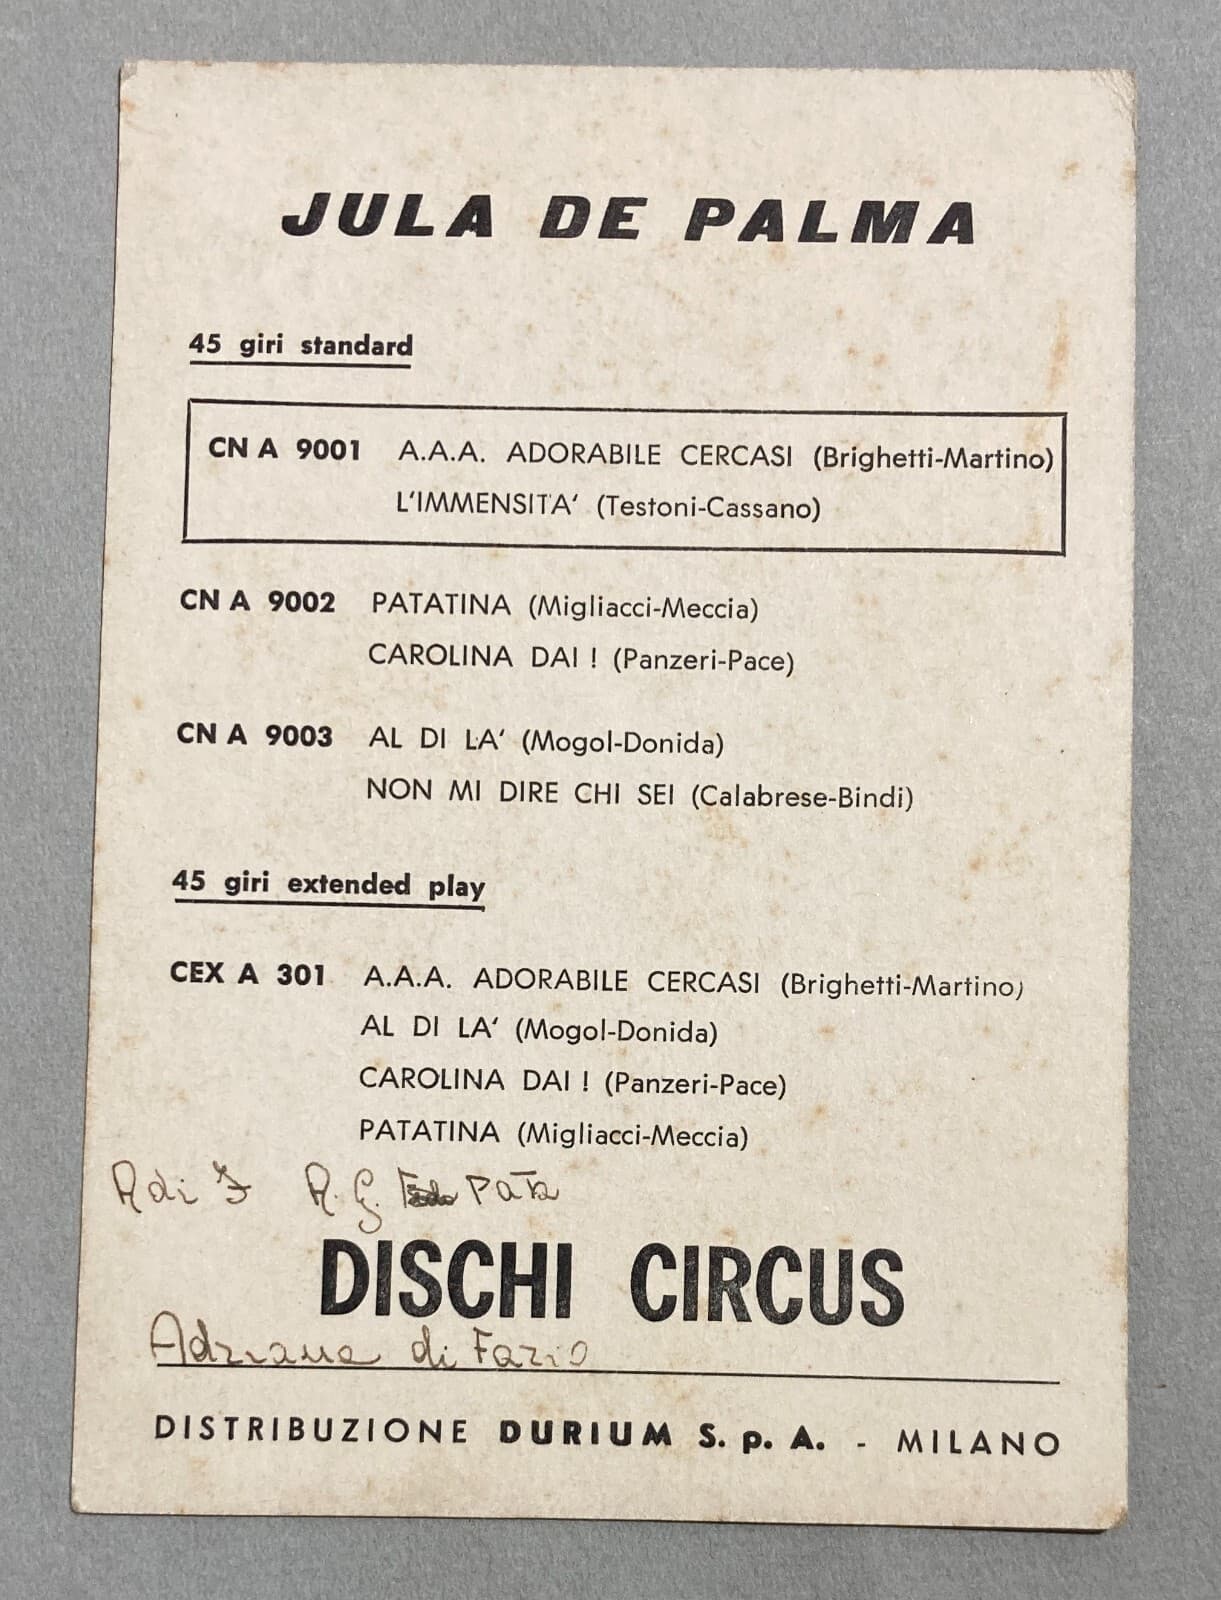 JULA DE PALMA
45 giri standard
CN A 9001 A.A.A. ADORABILE CERCASI (Brighetti-Martino)
L'IMMENSITA' (Testoni-Cassano)
CN A 9002 PATATINA (Migliacci-Meccia)
CAROLINA DAI ! (Panzeri-Pace)
CN A 9003 AL DI LA' (Mogol-Donida)
NON MI DIRE CHI SEI (Calabrese-Bindi)
45 giri extended play
CEX A 301 A.A.A. ADORABILE CERCASI (Brighetti-Martino)
AL DI LA' (Mogol-Donida)
CAROLINA DAI ! (Panzeri-Pace)
PATATINA (Migliacci-Meccia)
A di F
DISCHI CIRCUS
Adriana di Fazio
DISTRIBUZIONE DURIUM S. p. A. - MILANO